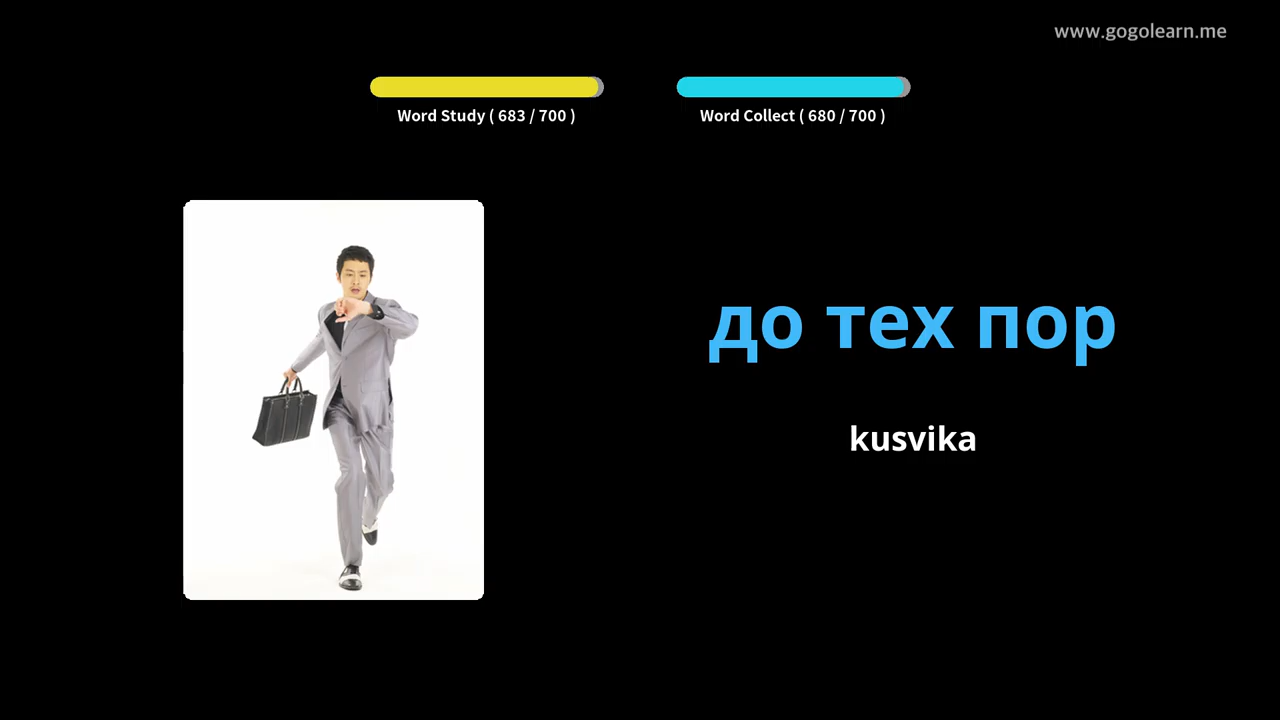 www.gogolearn.me
Word Study ( 683 / 700 )
Word Collect ( 680 / 700 )
до тех пор
kusvika